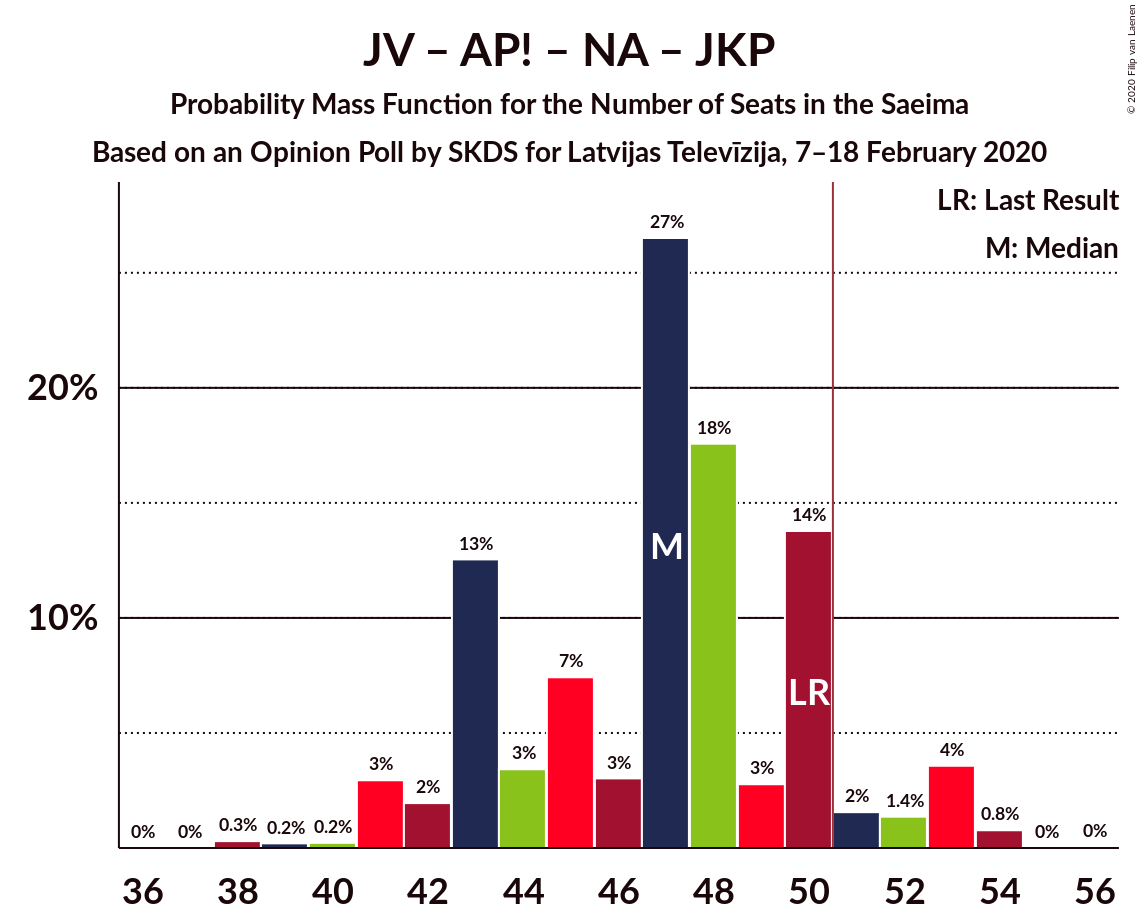 JV – AP! – NA – JKP
Probability Mass Function for the Number of Seats in the Saeima
Based on an Opinion Poll by SKDS for Latvijas Televīzija, 7–18 February 2020
© 2020 Filip van Laenen
LR: Last Result
M: Median
20%
10%
0%
0%
0.3%
0.2%
0.2%
3%
2%
13%
3%
7%
3%
27%
18%
3%
14%
2%
1.4%
4%
0.8%
0%
0%
M
LR
36 38 40 42 44 46 48 50 52 54 56